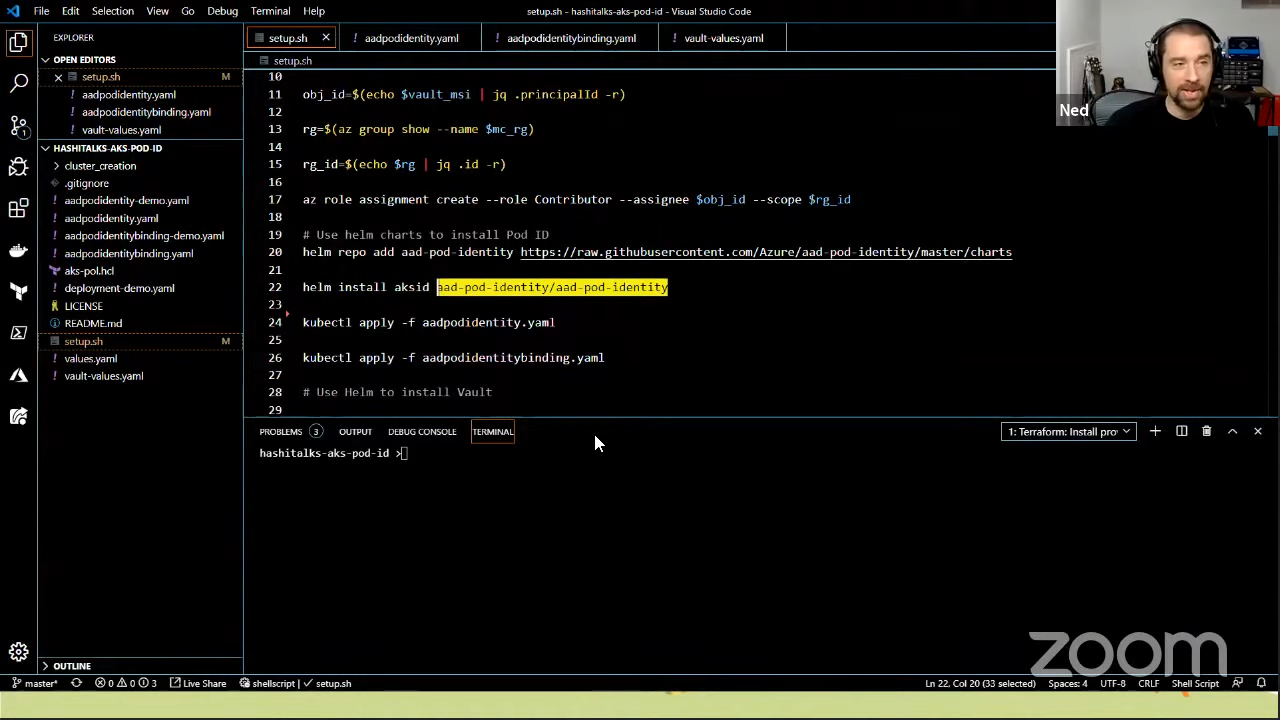 File Edit Selection View Go Debug Terminal Help
setup.sh - hashitalks-aks-pod-id - Visual Studio Code
EXPLORER
OPEN EDITORS
setup.sh M
aadpodidentity.yaml
aadpodidentitybinding.yaml
vault-values.yaml
HASHITALKS-AKS-POD-ID
cluster_creation
.gitignore
aadpodidentity-demo.yaml
aadpodidentity.yaml
aadpodidentitybinding-demo.yaml
aadpodidentitybinding.yaml
aks-pol.hcl
deployment-demo.yaml
LICENSE
README.md
setup.sh M
values.yaml
vault-values.yaml
OUTLINE
setup.sh aadpodidentity.yaml aadpodidentitybinding.yaml vault-values.yaml
setup.sh
10
11 obj_id=$(echo $vault_msi | jq .principalId -r)
12
13 rg=$(az group show --name $mc_rg)
14
15 rg_id=$(echo $rg | jq .id -r)
16
17 az role assignment create --role Contributor --assignee $obj_id --scope $rg_id
18
19 # Use helm charts to install Pod ID
20 helm repo add aad-pod-identity https://raw.githubusercontent.com/Azure/aad-pod-identity/master/charts
21
22 helm install aksid aad-pod-identity/aad-pod-identity
23
24 kubectl apply -f aadpodidentity.yaml
25
26 kubectl apply -f aadpodidentitybinding.yaml
27
28 # Use Helm to install Vault
29
Ned
PROBLEMS 3 OUTPUT DEBUG CONSOLE TERMINAL
1: Terraform: Install pro
hashitalks-aks-pod-id >
zoom
master* 0 0 3 Live Share shellscript | setup.sh
Ln 22, Col 20 (33 selected) Spaces: 4 UTF-8 CRLF Shell Script